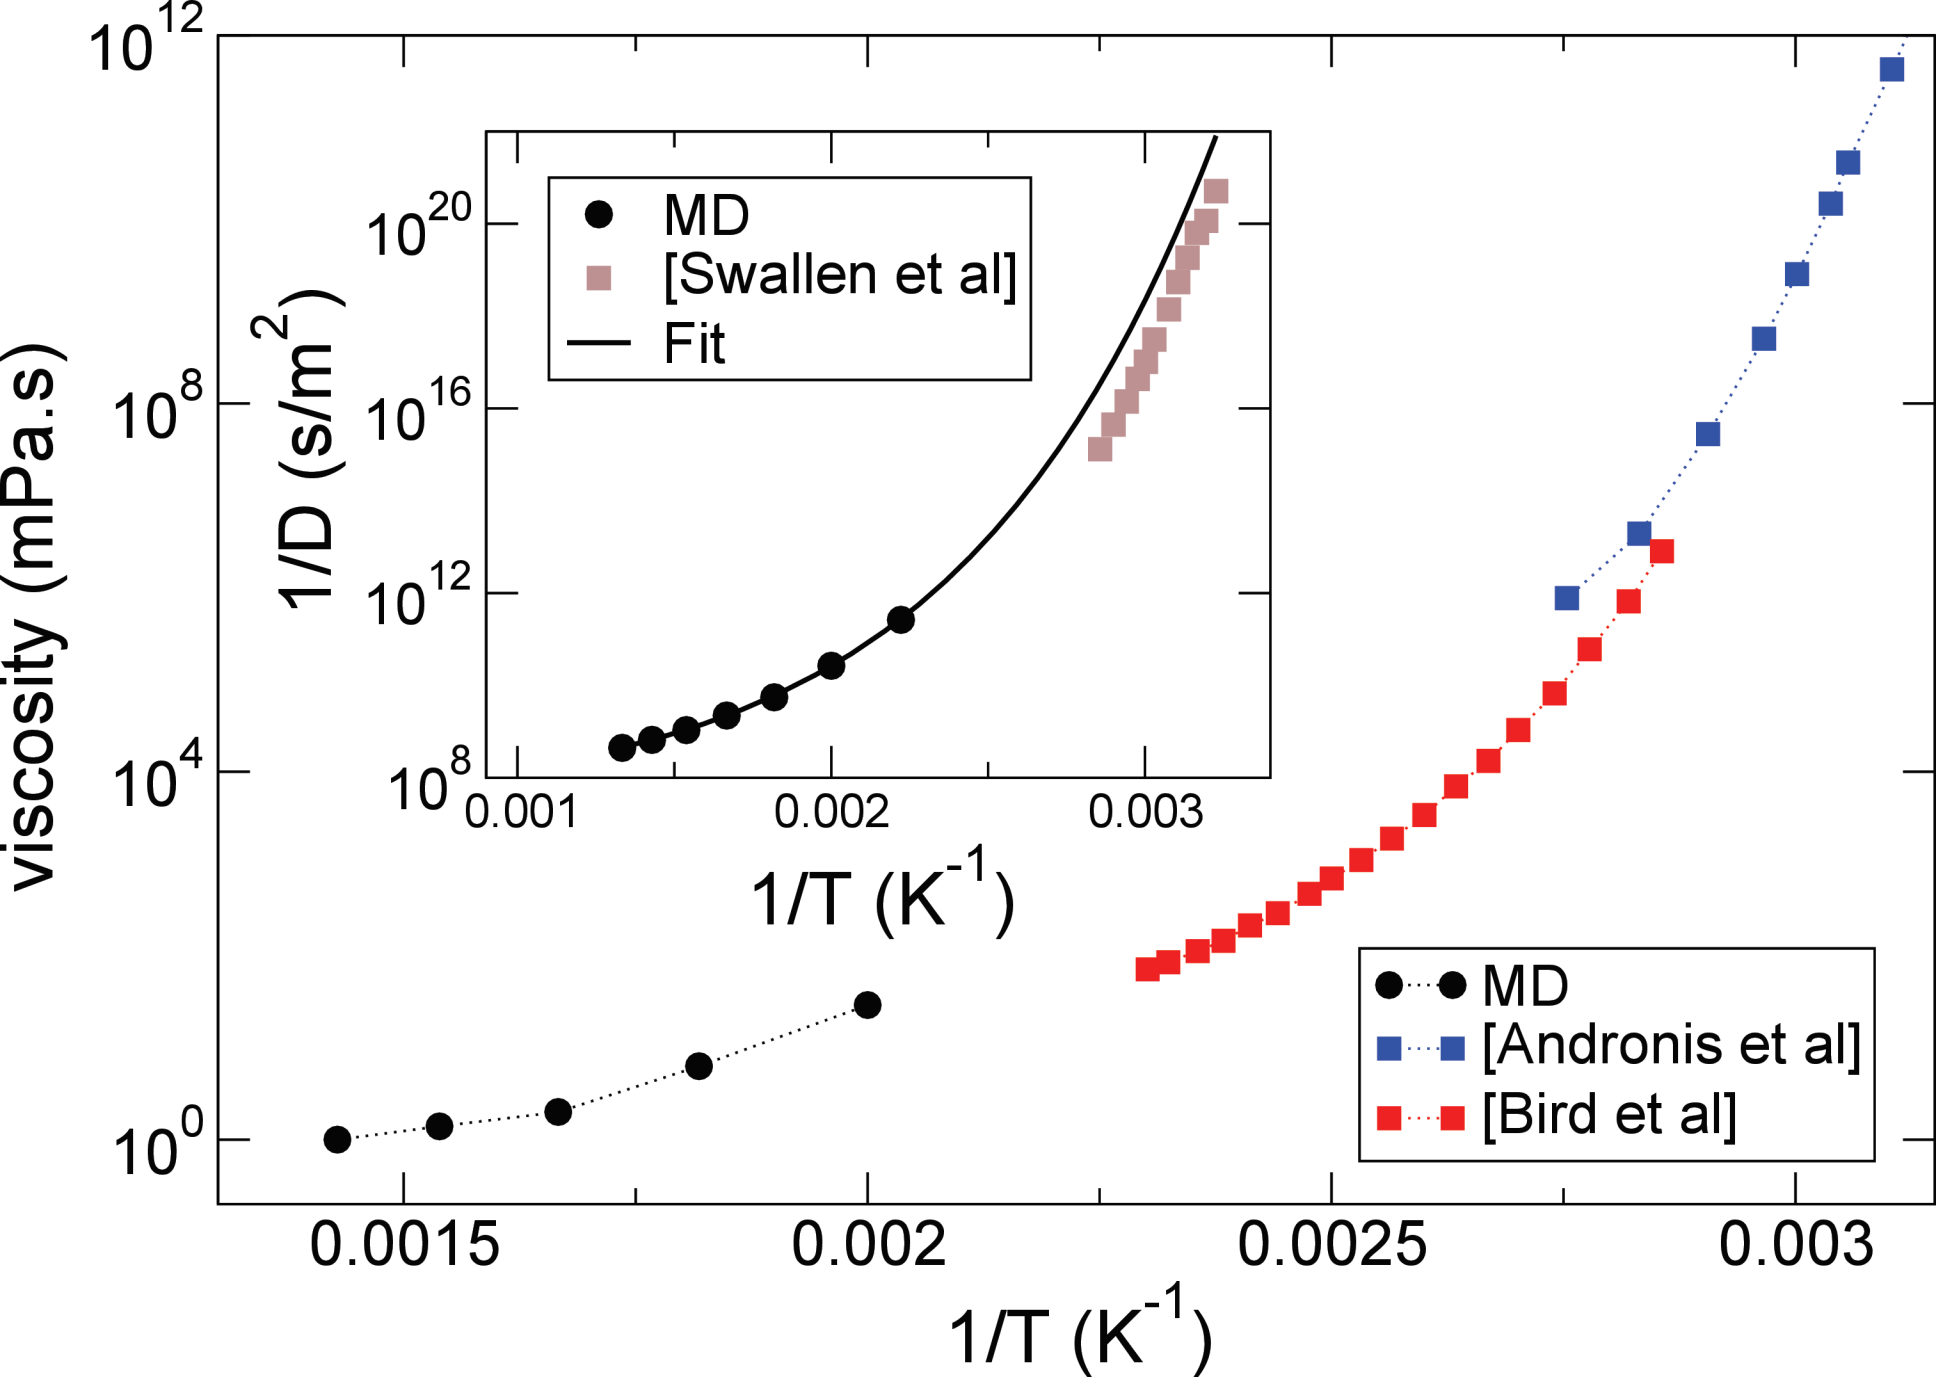 10^12
10^8
10^4
10^0
viscosity (mPa.s)
0.0015
0.002
0.0025
0.003
1/T (K^-1)
MD
[Andronis et al]
[Bird et al]
10^20
10^16
10^12
10^8
1/D (s/m^2)
0.001
0.002
0.003
1/T (K^-1)
MD
[Swallen et al]
Fit